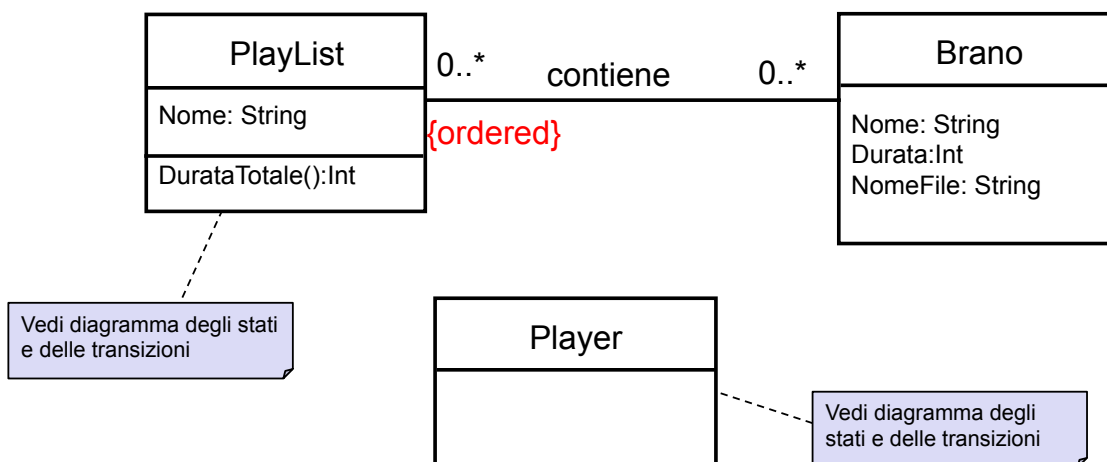 PlayList
Nome: String
DurataTotale():Int
0..*
contiene
0..*
{ordered}
Brano
Nome: String
Durata:Int
NomeFile: String
Vedi diagramma degli stati
e delle transizioni
Player
Vedi diagramma degli
stati e delle transizioni